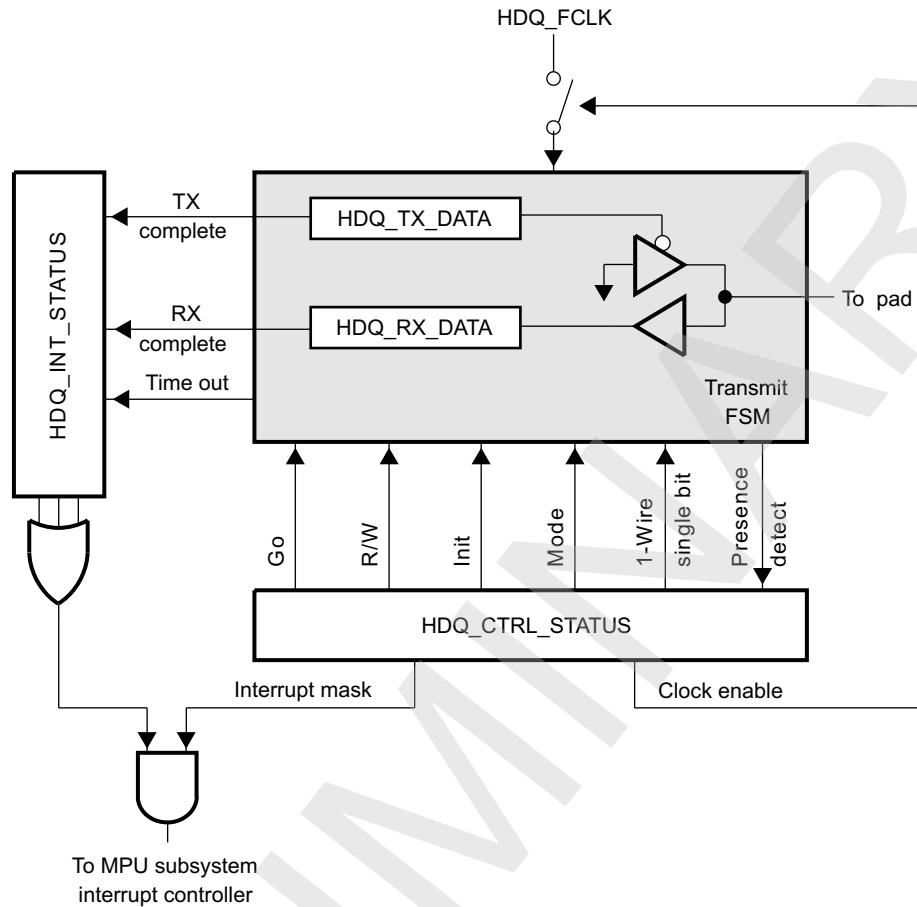 HDQ_FCLK
TX
complete
HDQ_TX_DATA
HDQ_INT_STATUS
To pad
RX
complete
HDQ_RX_DATA
Time out
Transmit
FSM
Go
R/W
Init
Mode
1-Wire
single bit
Presence
detect
HDQ_CTRL_STATUS
Interrupt mask
Clock enable
To MPU subsystem
interrupt controller